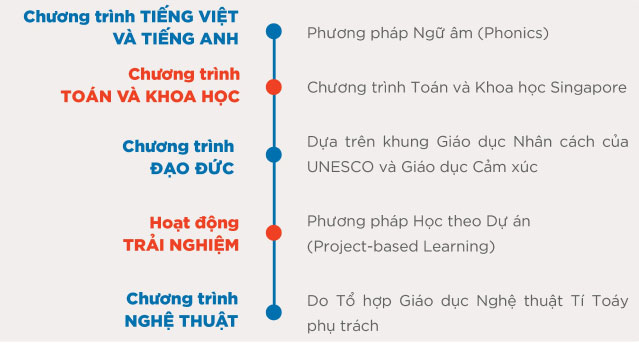 Chương trình TIẾNG VIỆT
VÀ TIẾNG ANH
Phương pháp Ngữ âm (Phonics)
Chương trình
TOÁN VÀ KHOA HỌC
Chương trình Toán và Khoa học Singapore
Chương trình
ĐẠO ĐỨC
Dựa trên khung Giáo dục Nhân cách của
UNESCO và Giáo dục Cảm xúc
Hoạt động
TRẢI NGHIỆM
Phương pháp Học theo Dự án
(Project-based Learning)
Chương trình
NGHỆ THUẬT
Do Tổ hợp Giáo dục Nghệ thuật Tí Toáy
phụ trách